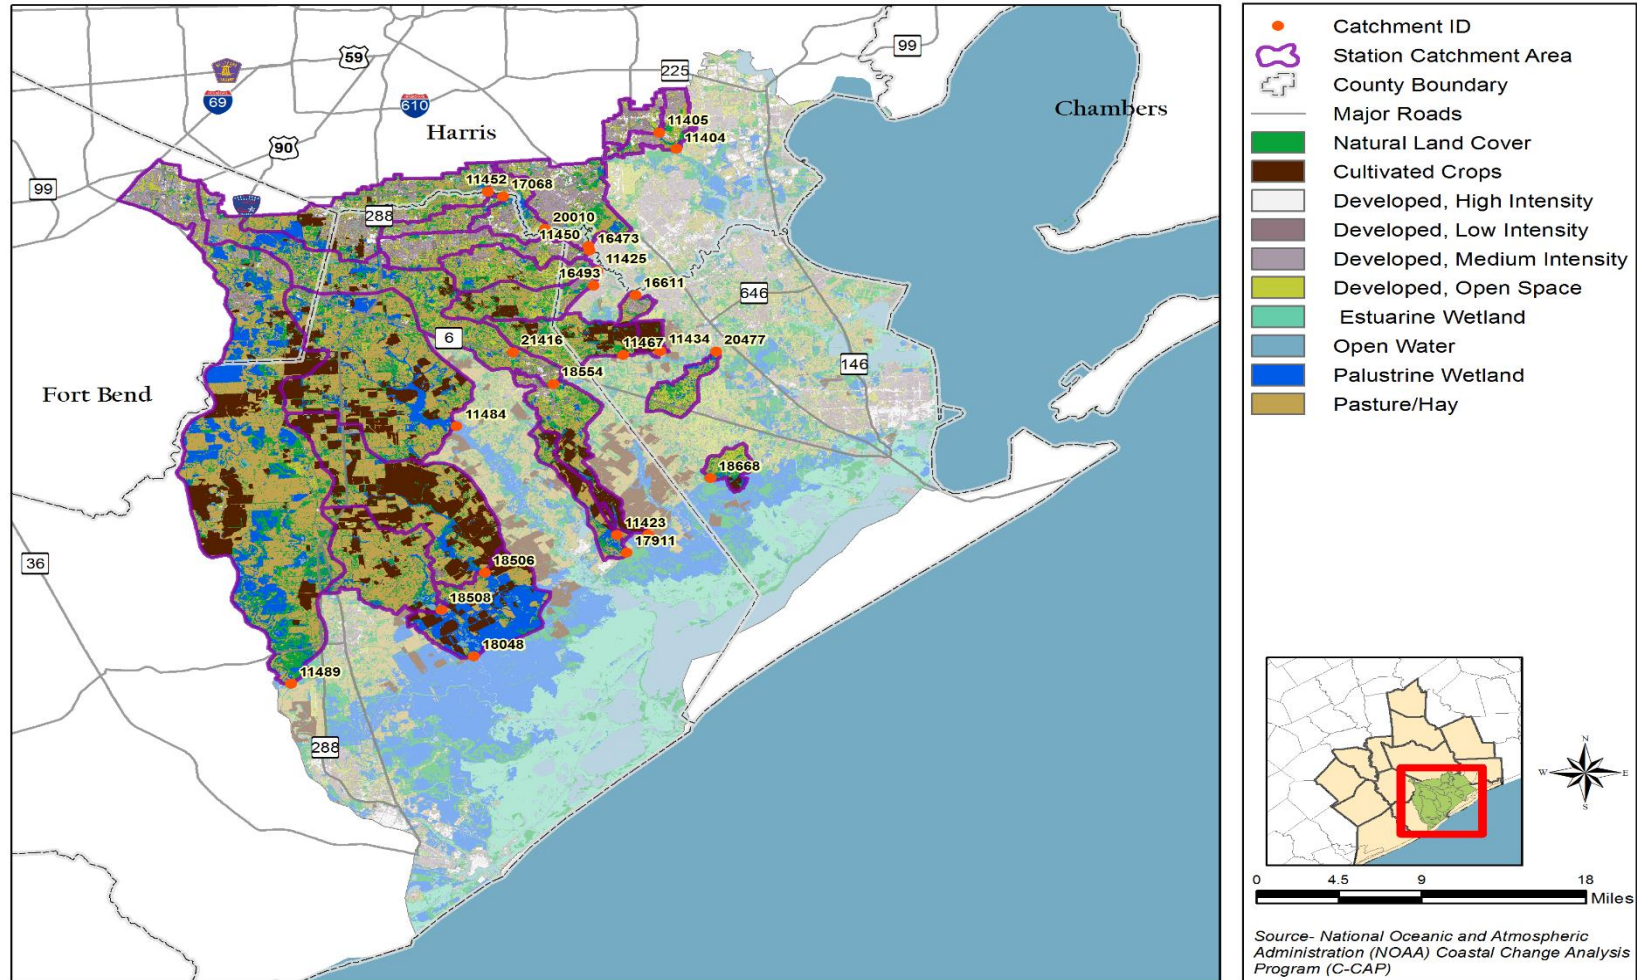 59
99
225
69
610
Chambers
Harris
11405
11404
90
99
11452
17068
288
20010
11450
16473
11425
16493
16611
646
6
21416
11467
11434
20477
146
18554
Fort Bend
11484
18668
11423
17911
36
18506
18508
18048
11489
288
Catchment ID
Station Catchment Area
County Boundary
Major Roads
Natural Land Cover
Cultivated Crops
Developed, High Intensity
Developed, Low Intensity
Developed, Medium Intensity
Developed, Open Space
Estuarine Wetland
Open Water
Palustrine Wetland
Pasture/Hay
N
W
E
S
0
4.5
9
18
Miles
Source- National Oceanic and Atmospheric
Administration (NOAA) Coastal Change Analysis
Program (C-CAP)